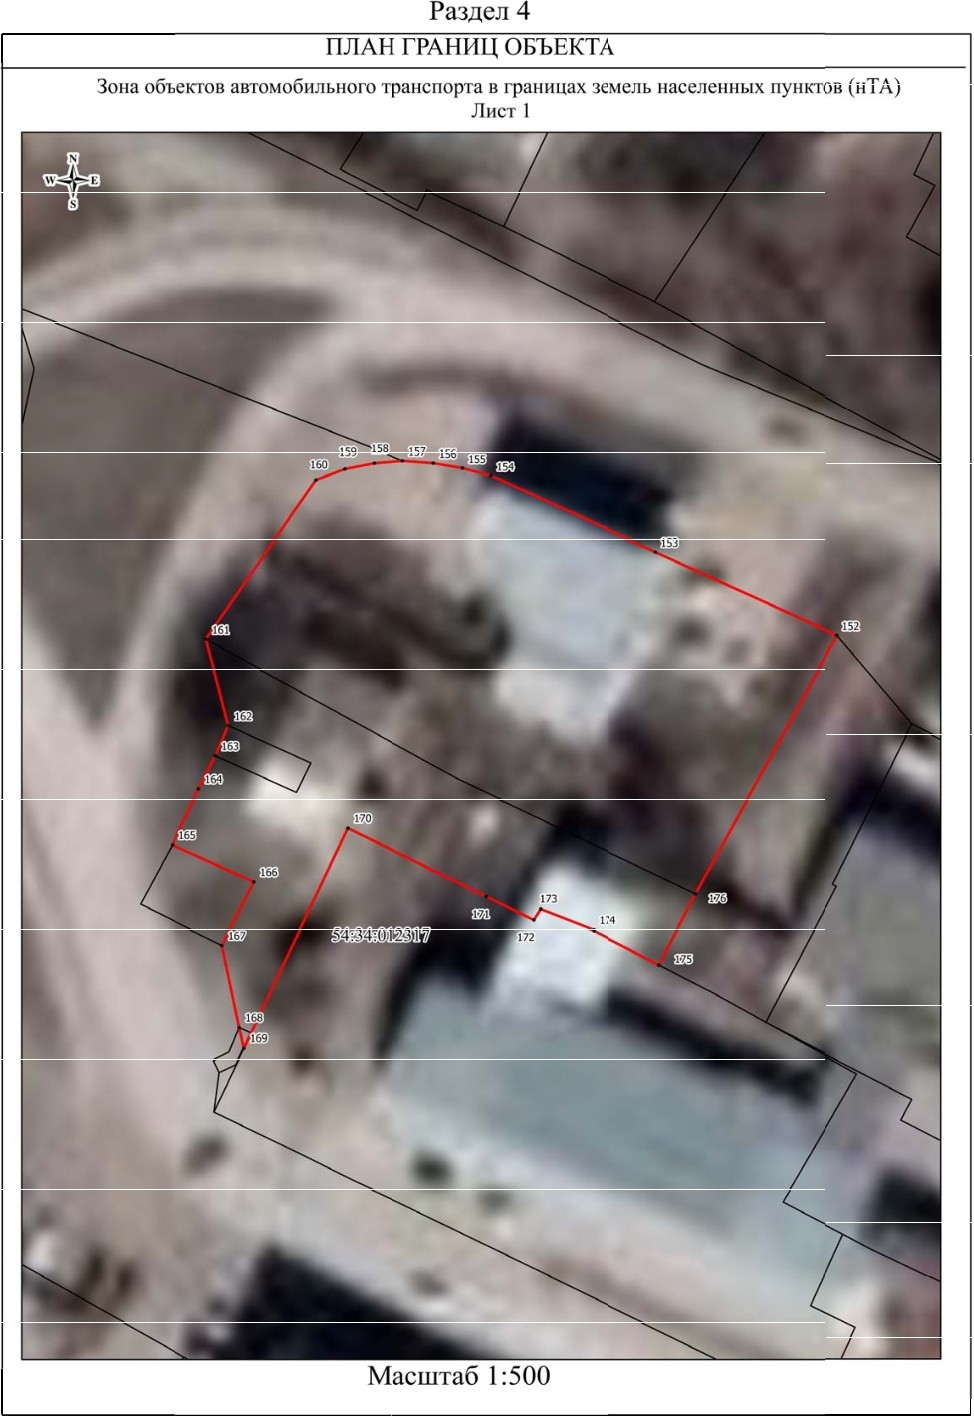 Раздел 4
ПЛАН ГРАНИЦ ОБЪЕКТА
Зона объектов автомобильного транспорта в границах земель населенных пунктов (нТА)
Лист 1
N
W E
S
158
159 157 156
160 155
154
153
152
161
162
163
164
170
165
166
176
173
171
174
172
54:34:012317
167
175
168
169
Масштаб 1:500